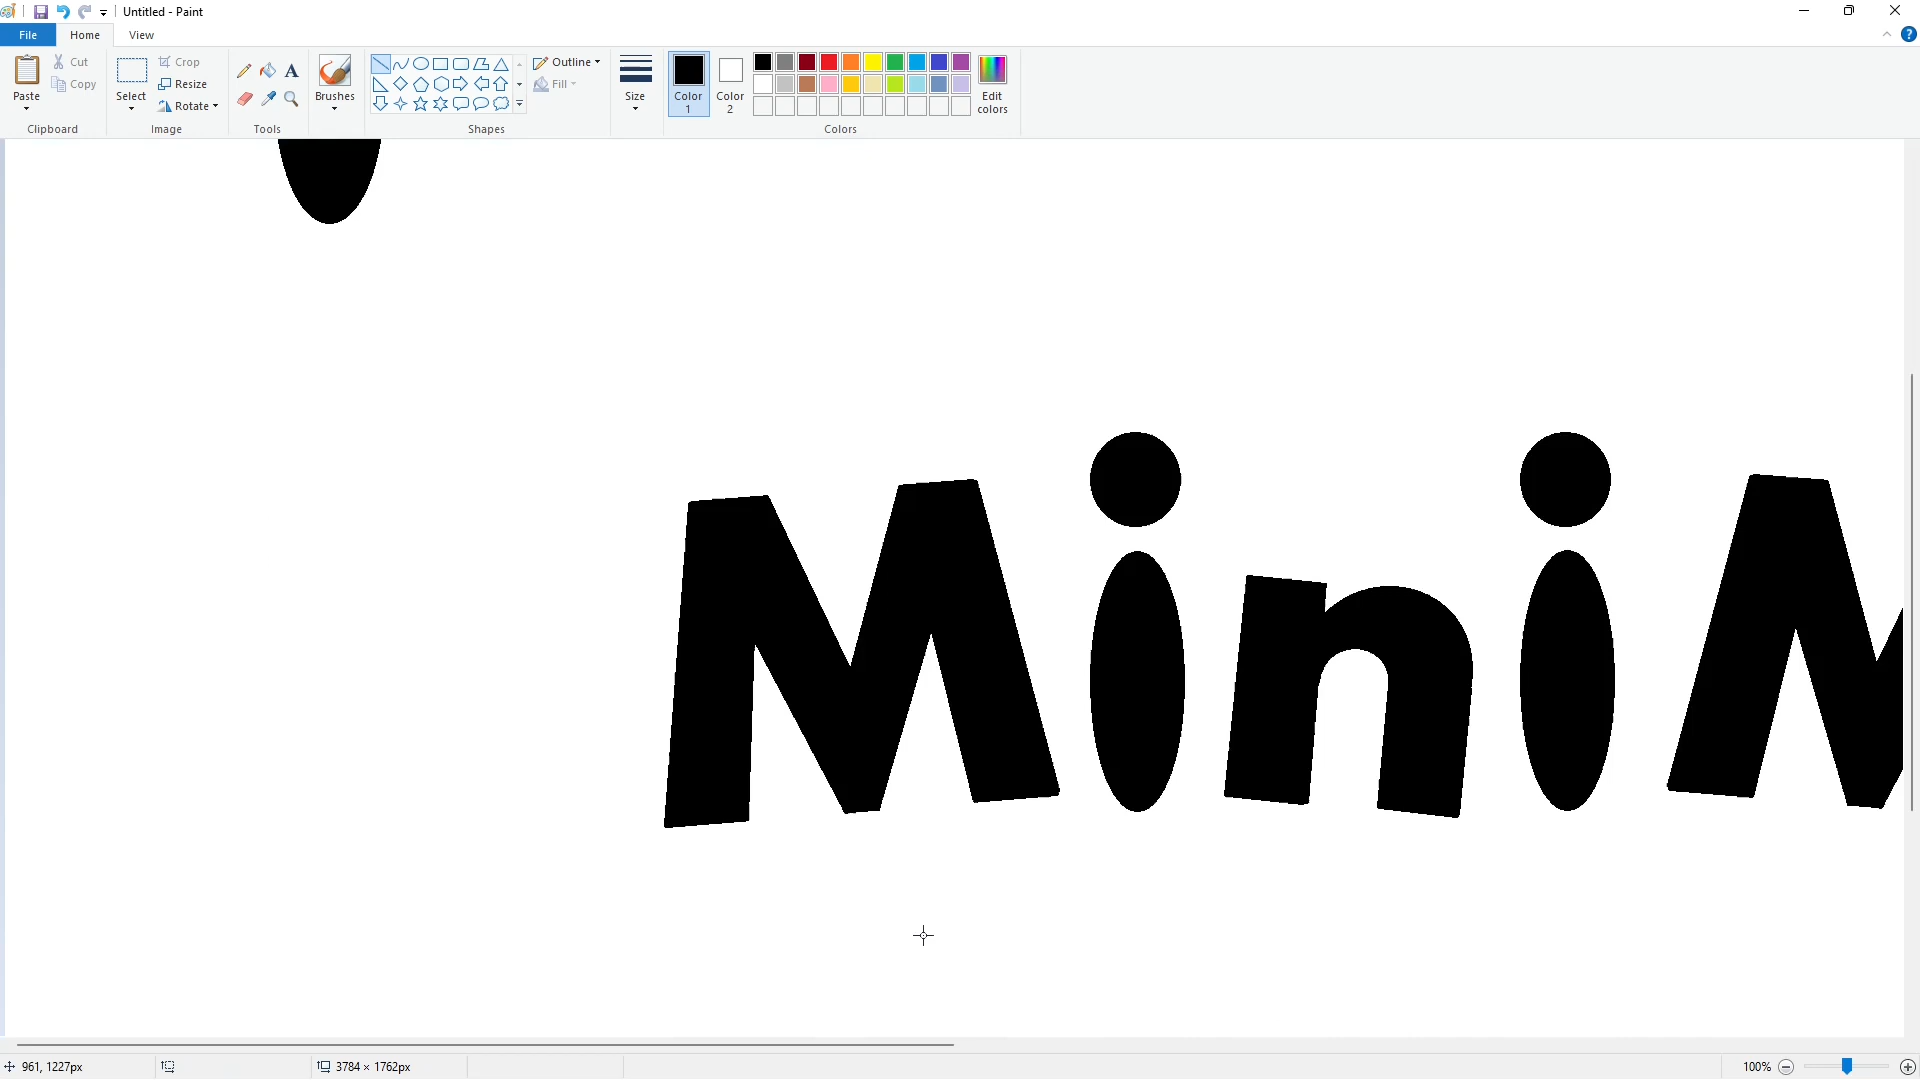 Untitled - Paint
File Home View
Paste
Cut
Copy
Clipboard
Select
Crop
Resize
Rotate
Image
Tools
Brushes
Shapes
Outline
Fill
Size
Color 1
Color 2
Edit colors
Colors
MiniM
961, 1227px
3784 × 1762px
100%